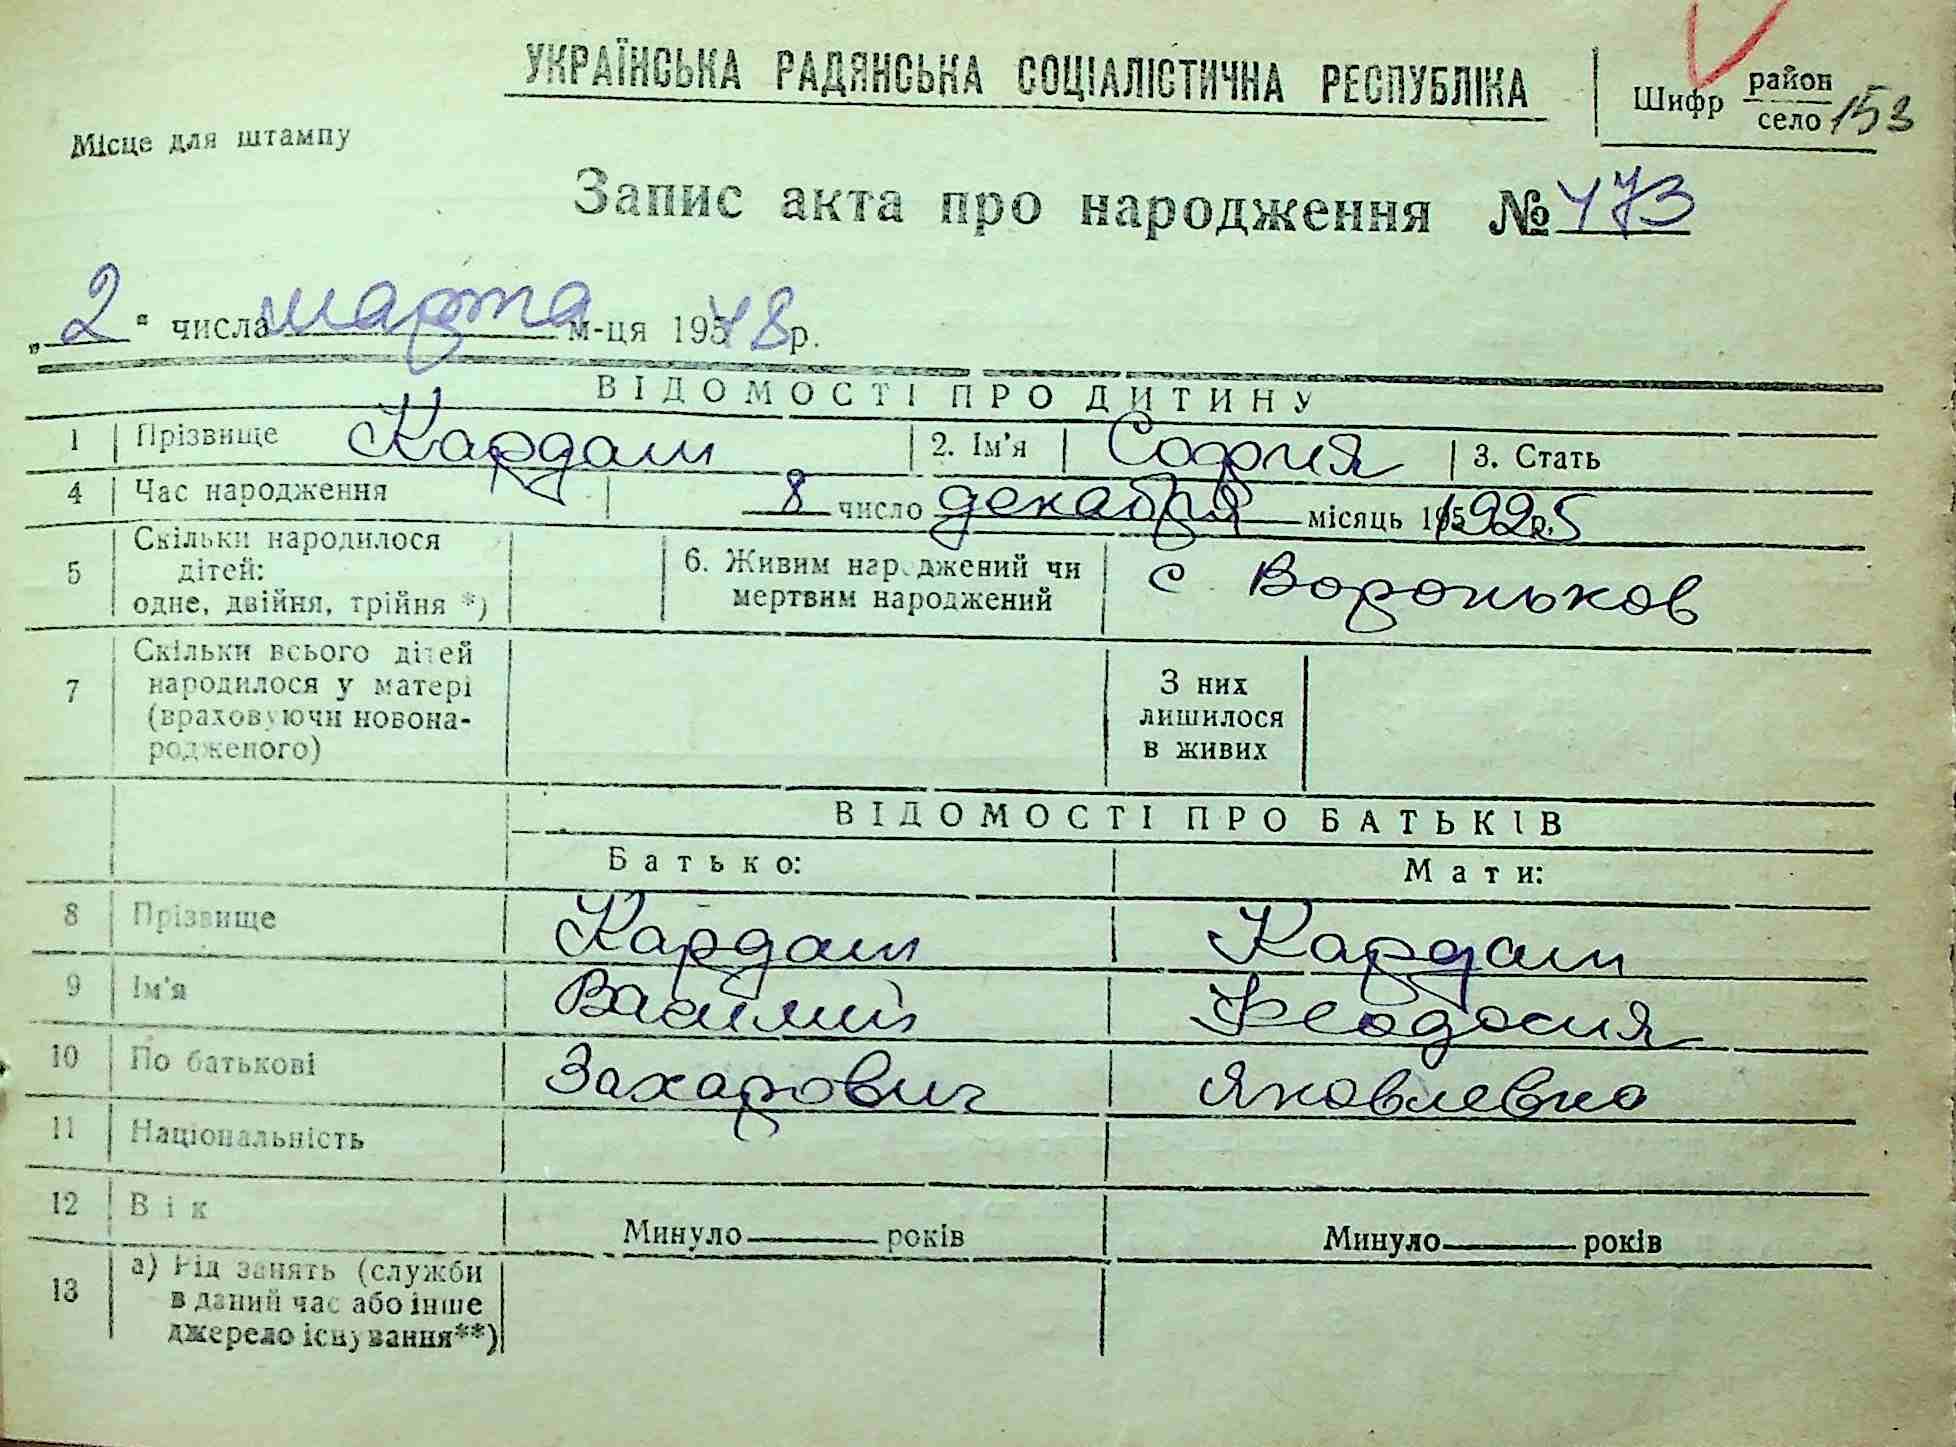 УКРАЇНСЬКА РАДЯНСЬКА СОЦІАЛІСТИЧНА РЕСПУБЛІКА
Шифр район село 153
Місце для штампу
Запис акта про народження № 473
„2“ числа марта м-ця 1948 р.
ВІДОМОСТІ ПРО ДИТИНУ
1 Прізвище Кардаш 2. Ім'я София 3. Стать
4 Час народження 8 число декабря місяць 1925 р.
5 Скільки народилося дітей: одне, двійня, трійня *) 6. Живим народжений чи мертвим народжений с. Вороньков
7 Скільки всього дітей народилося у матері (враховуючи новонародженого) З них лишилося в живих
ВІДОМОСТІ ПРО БАТЬКІВ
Батько: Мати:
8 Прізвище Кардаш Кардаш
9 Ім'я Василий Феодосия
10 По батькові Захарович Яковлевна
11 Національність
12 Вік Минуло років Минуло років
13 а) Рід занять (служби в даний час або інше джерело існування**)